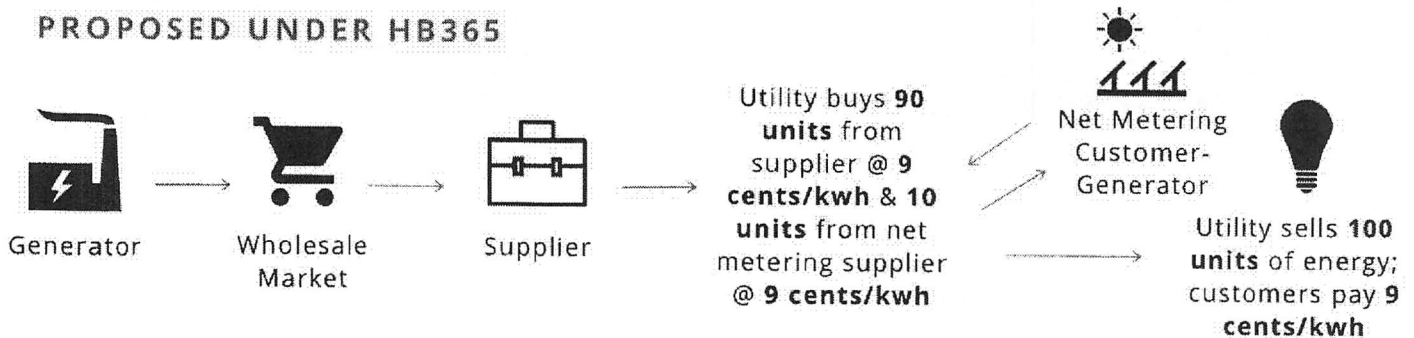 PROPOSED UNDER HB365
Generator
Wholesale
Market
Supplier
Utility buys 90
units from
supplier @ 9
cents/kwh & 10
units from net
metering supplier
@ 9 cents/kwh
Net Metering
Customer-
Generator
Utility sells 100
units of energy;
customers pay 9
cents/kwh